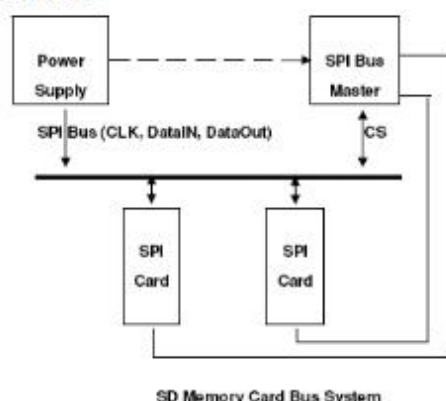 Power
Supply
SPI Bus
Master
SPI Bus (CLK, DataIN, DataOut)
CS
SPI
Card
SPI
Card
SD Memory Card Bus System